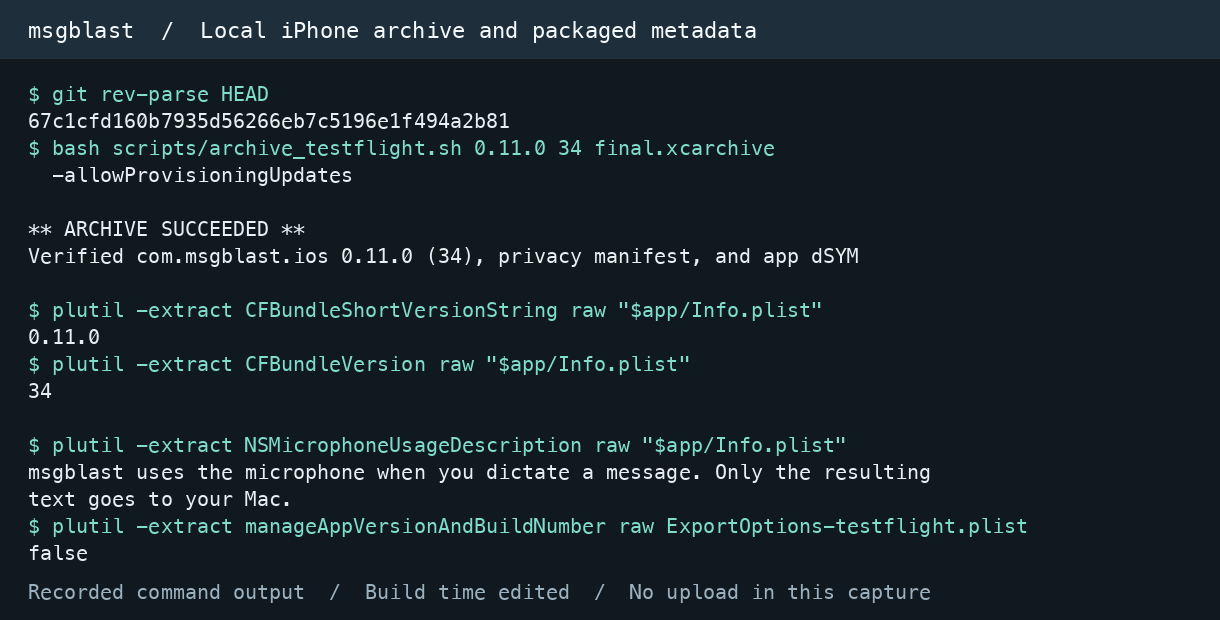 msgblast  /  Local iPhone archive and packaged metadata
$ git rev-parse HEAD
67c1cfd160b7935d56266eb7c5196e1f494a2b81
$ bash scripts/archive_testflight.sh 0.11.0 34 final.xcarchive
  -allowProvisioningUpdates
** ARCHIVE SUCCEEDED **
Verified com.msgblast.ios 0.11.0 (34), privacy manifest, and app dSYM
$ plutil -extract CFBundleShortVersionString raw "$app/Info.plist"
0.11.0
$ plutil -extract CFBundleVersion raw "$app/Info.plist"
34
$ plutil -extract NSMicrophoneUsageDescription raw "$app/Info.plist"
msgblast uses the microphone when you dictate a message. Only the resulting
text goes to your Mac.
$ plutil -extract manageAppVersionAndBuildNumber raw ExportOptions-testflight.plist
false
Recorded command output  /  Build time edited  /  No upload in this capture